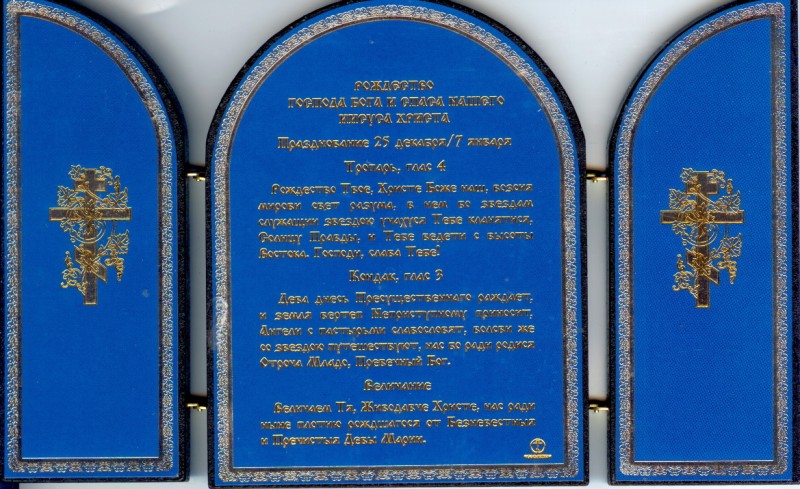 РОЖДЕСТВО
ГОСПОДА БОГА И СПАСА НАШЕГО
ИИСУСА ХРИСТА
Празднование 25 декабря/7 января
Тропарь, глас 4
Рождество Твое, Христе Боже наш, возсия
мирови свет разума, в нем бо звездам
служащии звездою учахуся Тебе кланятися,
Солнцу Правды, и Тебе ведети с высоты
Востока. Господи, слава Тебе!
Кондак, глас 3
Дева днесь Пресущественнаго раждает,
и земля вертеп Неприступному приносит,
Ангели с пастырьми славословят, волсви же
со звездою путешествуют, нас бо ради родися
Отроча Младо, Превечный Бог.
Величание
Величаем Тя, Живодавче Христе, нас ради
ныне плотию рождшагося от Безневестныя
и Пречистыя Девы Марии.